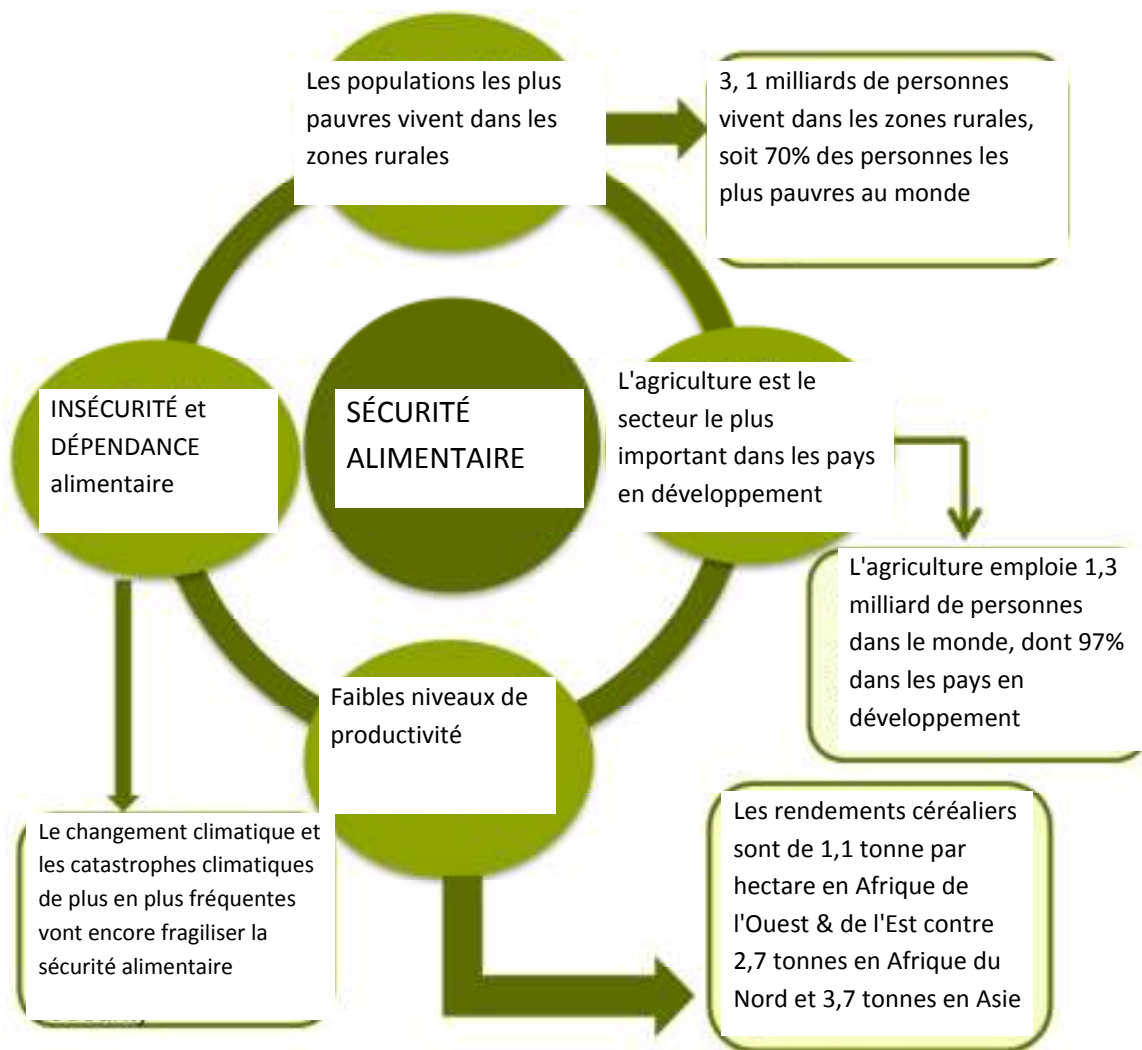 Les populations les plus
pauvres vivent dans les
zones rurales
3, 1 milliards de personnes
vivent dans les zones rurales,
soit 70% des personnes les
plus pauvres au monde
INSÉCURITÉ et
DÉPENDANCE
alimentaire
SÉCURITÉ
ALIMENTAIRE
L'agriculture est le
secteur le plus
important dans les pays
en développement
L'agriculture emploie 1,3
milliard de personnes
dans le monde, dont 97%
dans les pays en
développement
Faibles niveaux de
productivité
Le changement climatique et
les catastrophes climatiques
de plus en plus fréquentes
vont encore fragiliser la
sécurité alimentaire
Les rendements céréaliers
sont de 1,1 tonne par
hectare en Afrique de
l'Ouest & de l'Est contre
2,7 tonnes en Afrique du
Nord et 3,7 tonnes en Asie